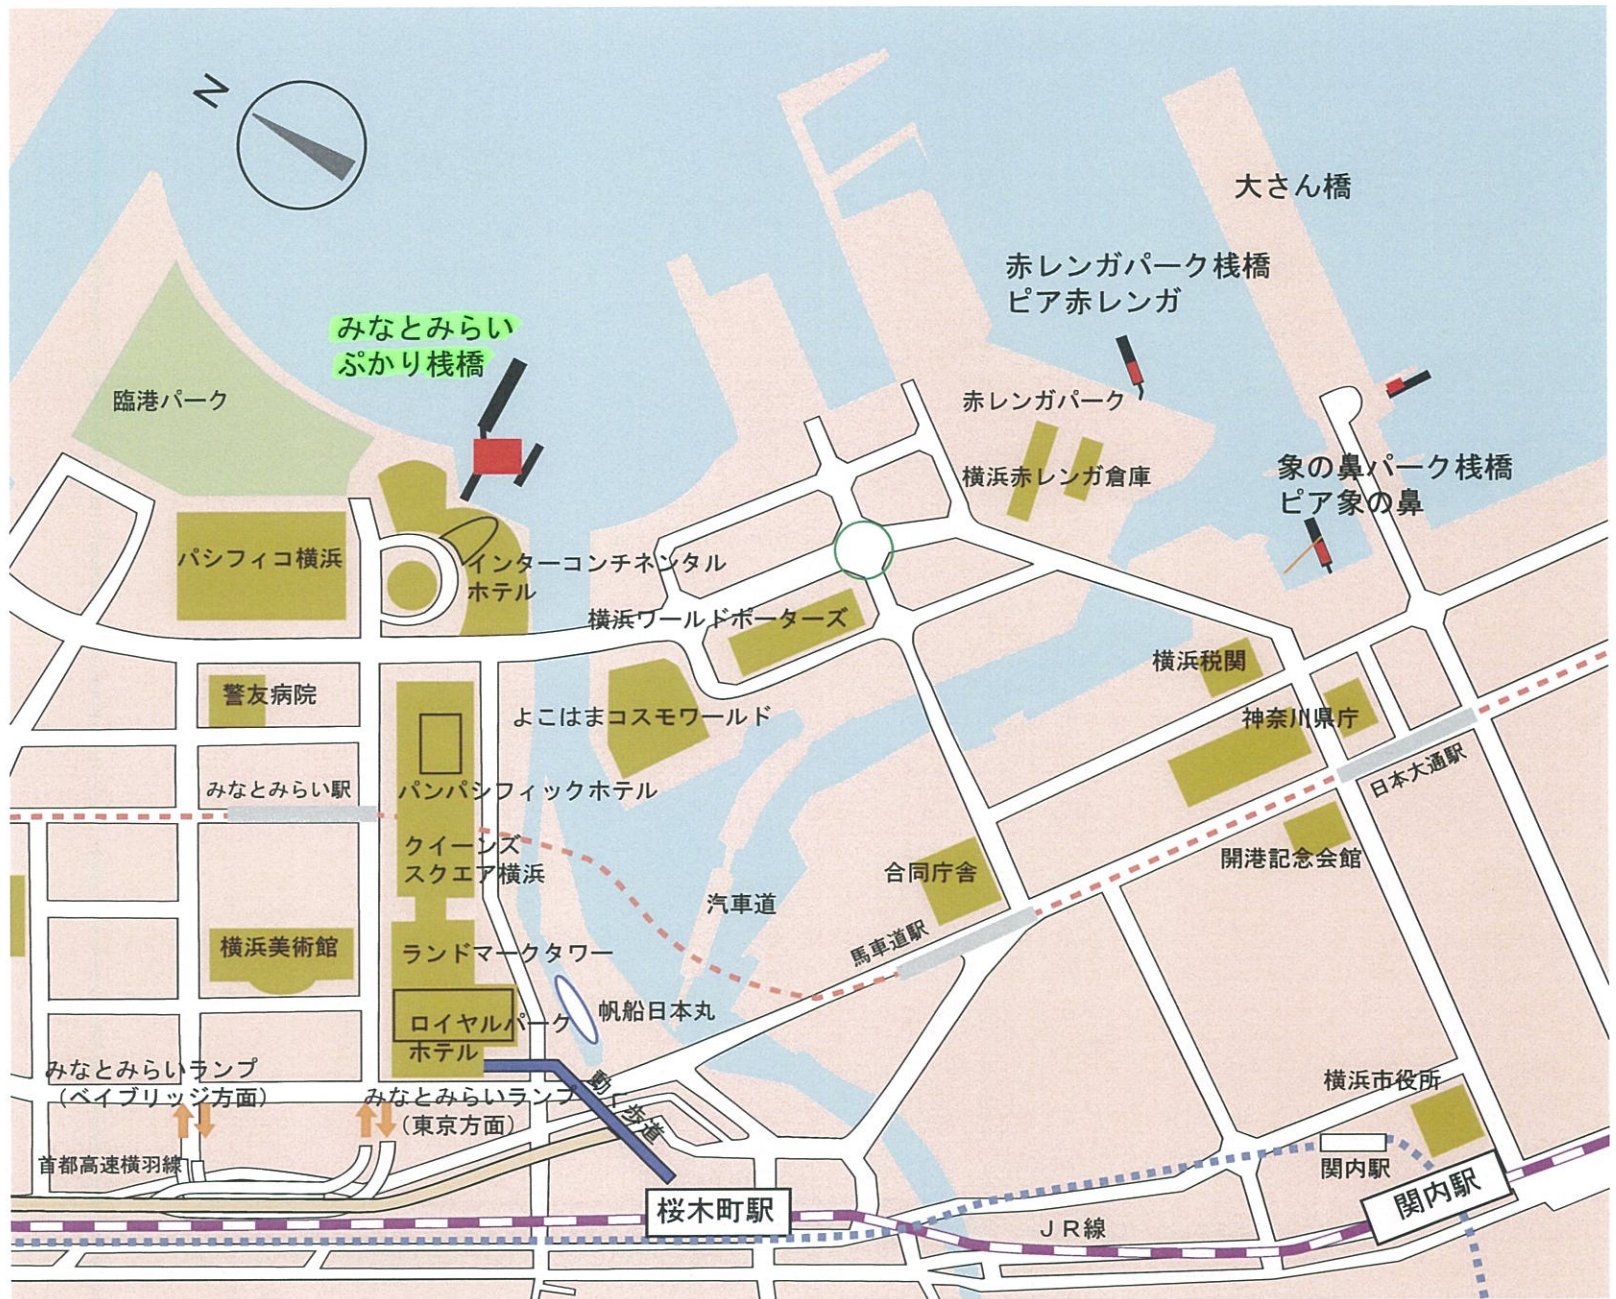 N
大さん橋
赤レンガパーク桟橋
ピア赤レンガ
みなとみらい
ぷかり桟橋
臨港パーク
赤レンガパーク
横浜赤レンガ倉庫
象の鼻パーク桟橋
ピア象の鼻
パシフィコ横浜
インターコンチネンタル
ホテル
横浜ワールドポーターズ
横浜税関
警友病院
よこはまコスモワールド
神奈川県庁
みなとみらい駅
パンパシフィックホテル
日本大通駅
クイーンズ
スクエア横浜
開港記念会館
合同庁舎
汽車道
馬車道駅
横浜美術館
ランドマークタワー
帆船日本丸
ロイヤルパーク
ホテル
みなとみらいランプ
（ベイブリッジ方面）
みなとみらいランプ
（東京方面）
動く歩道
横浜市役所
首都高速横羽線
関内駅
桜木町駅
関内駅
ＪＲ線